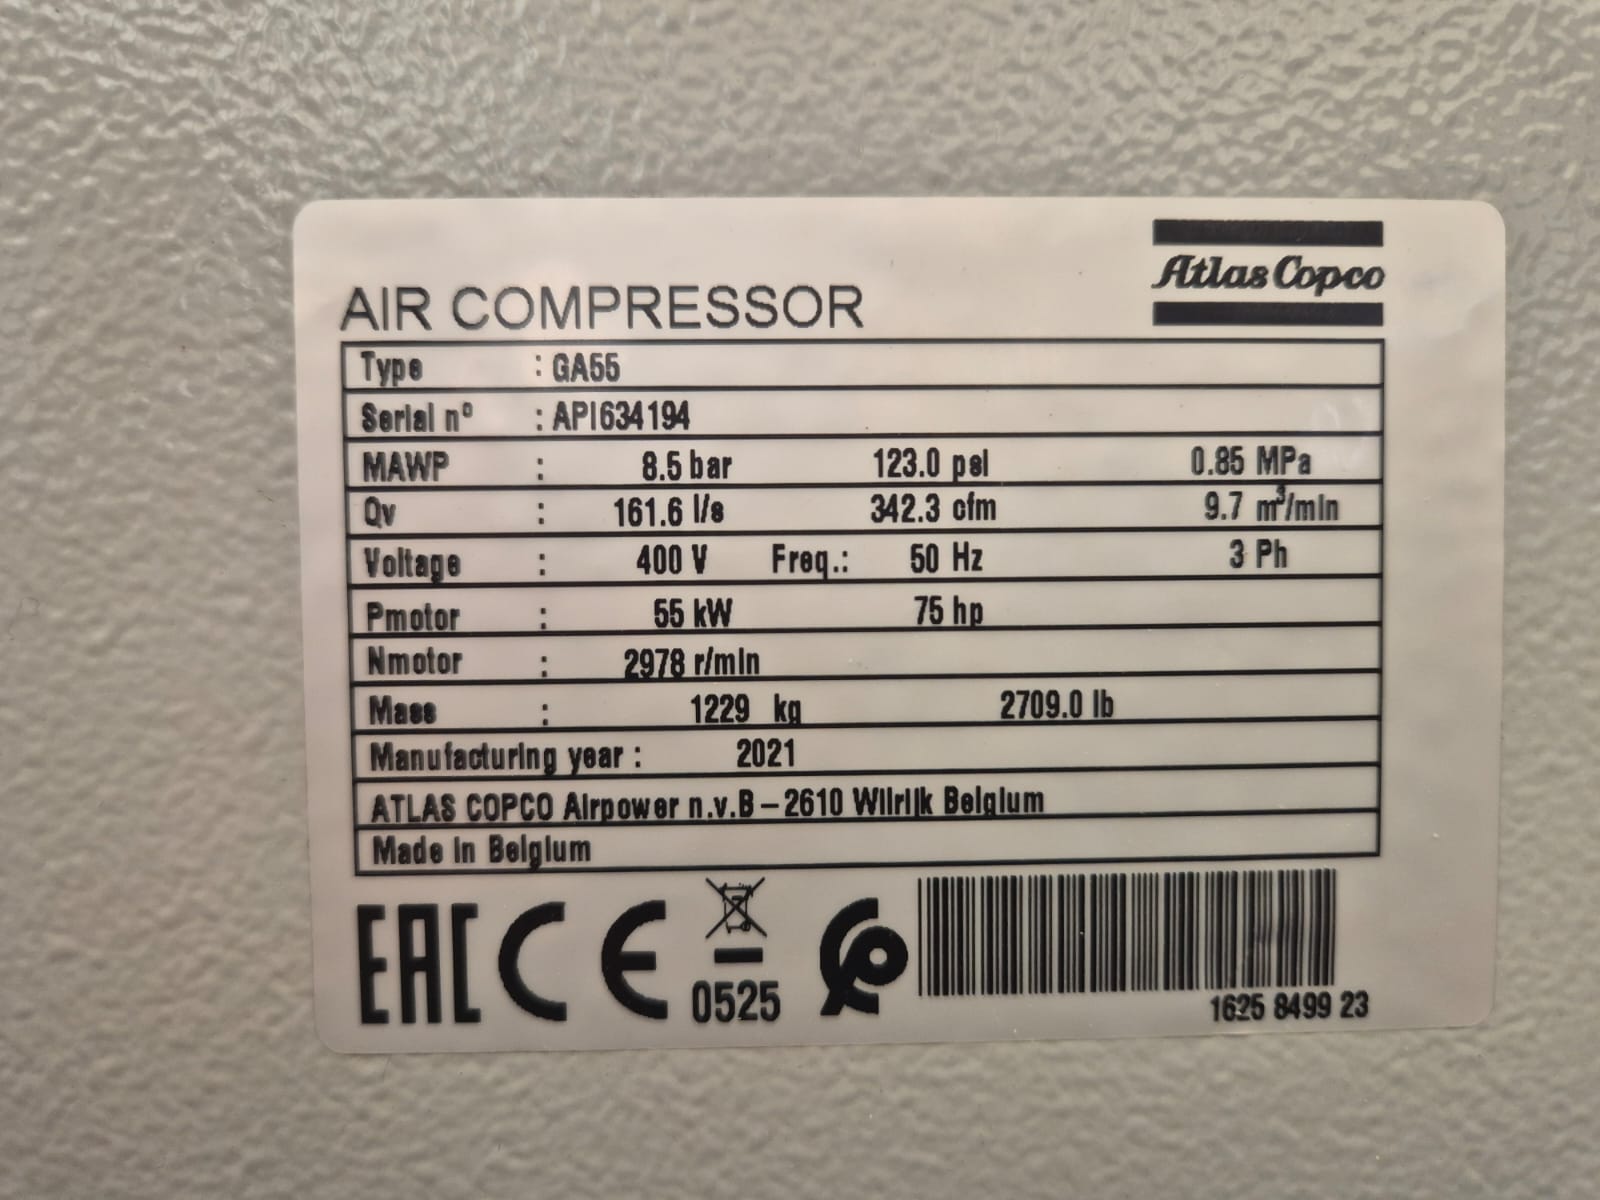 Atlas Copco
AIR COMPRESSOR
Type : GA55
Serial nº : API634194
MAWP : 8.5 bar 123.0 psi 0.85 MPa
Qv : 161.6 l/s 342.3 cfm 9.7 m³/min
Voltage : 400 V Freq.: 50 Hz 3 Ph
Pmotor : 55 kW 75 hp
Nmotor : 2978 r/min
Mass : 1229 kg 2709.0 lb
Manufacturing year : 2021
ATLAS COPCO Airpower n.v.B – 2610 Wilrijk Belgium
Made in Belgium
EAC CE 0525
1625 8499 23